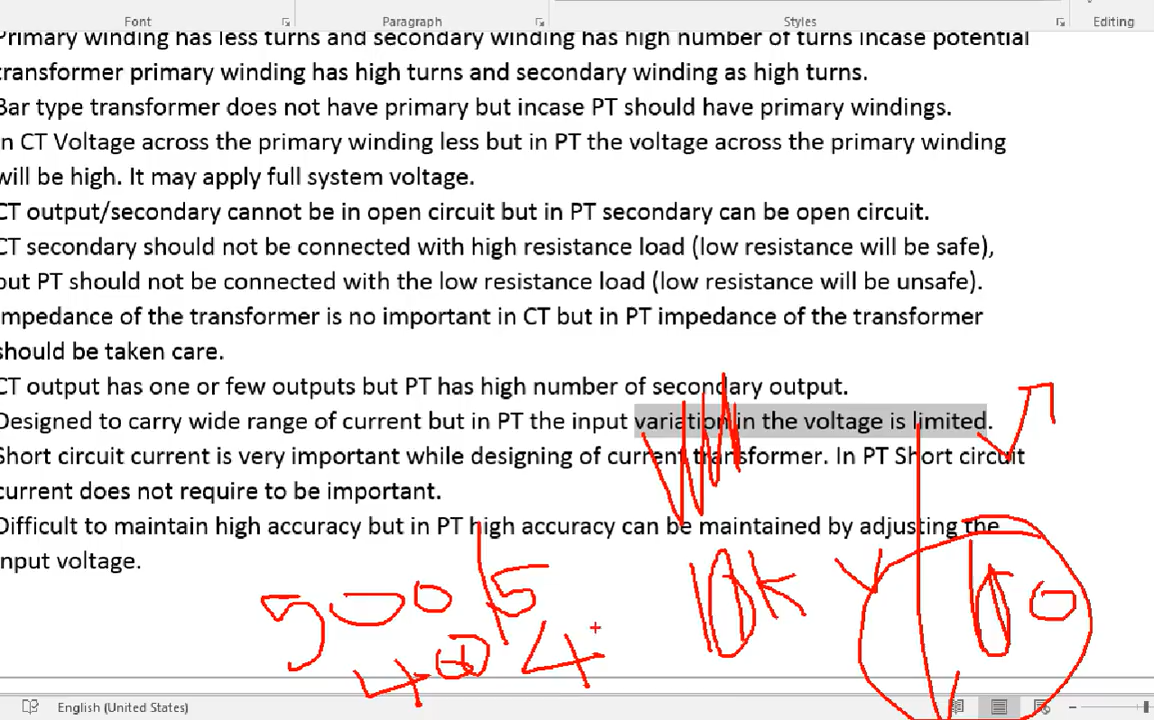 Font Paragraph Styles Editing
Primary winding has less turns and secondary winding has high number of turns incase potential
transformer primary winding has high turns and secondary winding as high turns.
Bar type transformer does not have primary but incase PT should have primary windings.
n CT Voltage across the primary winding less but in PT the voltage across the primary winding
will be high. It may apply full system voltage.
CT output/secondary cannot be in open circuit but in PT secondary can be open circuit.
CT secondary should not be connected with high resistance load (low resistance will be safe),
but PT should not be connected with the low resistance load (low resistance will be unsafe).
mpedance of the transformer is no important in CT but in PT impedance of the transformer
should be taken care.
CT output has one or few outputs but PT has high number of secondary output.
Designed to carry wide range of current but in PT the input variation in the voltage is limited.
Short circuit current is very important while designing of current transformer. In PT Short circuit
current does not require to be important.
Difficult to maintain high accuracy but in PT high accuracy can be maintained by adjusting the
input voltage.
10K
English (United States)